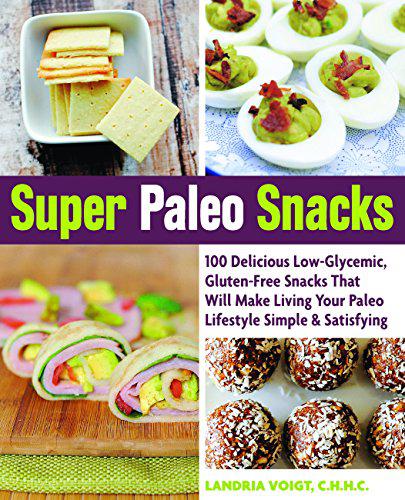 Super Paleo Snacks
100 Delicious Low-Glycemic,
Gluten-Free Snacks That
Will Make Living Your Paleo
Lifestyle Simple & Satisfying
LANDRIA VOIGT, C.H.H.C.